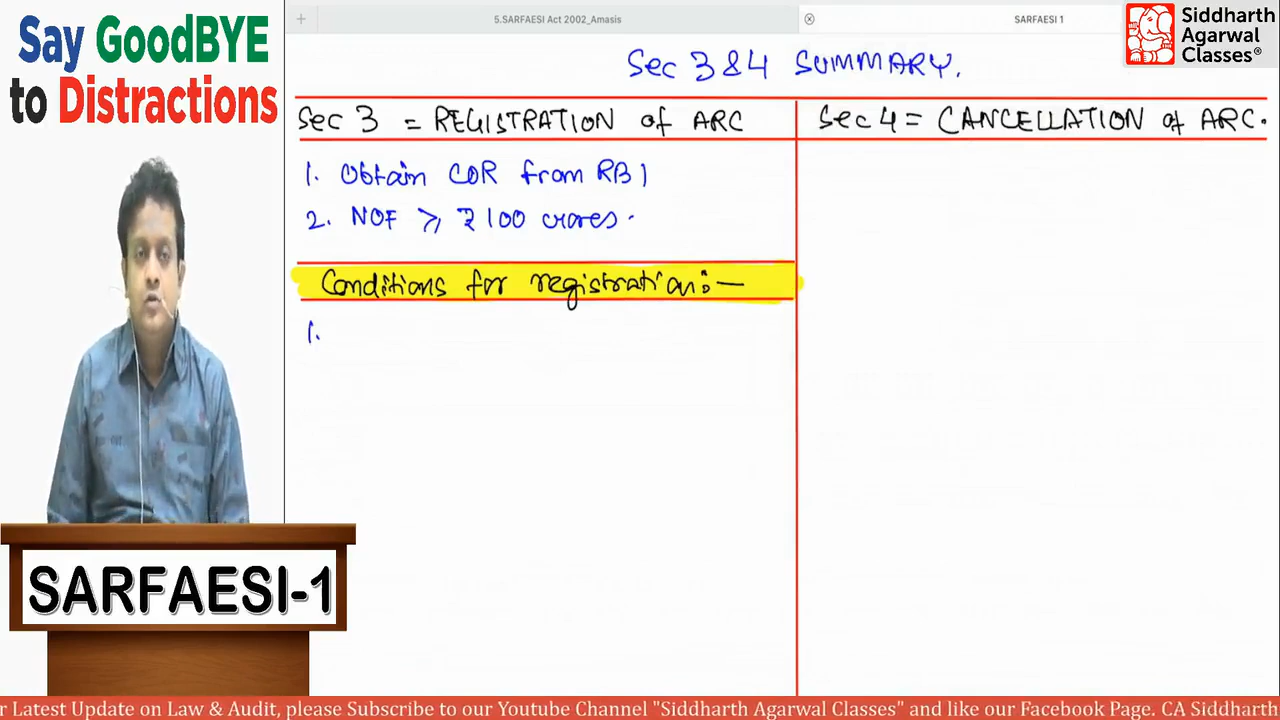 Say GoodBYE
to Distractions
5.SARFAESI Act 2002_Amasis
SARFAESI 1
Siddharth
Agarwal
Classes®
Sec 3 & 4 SUMMARY.
Sec 3 = REGISTRATION of ARC
Sec 4 = CANCELLATION of ARC.
1. Obtain COR from RBI
2. NOF ⩾ ₹100 crores.
Conditions for registration:—
1.
SARFAESI-1
r Latest Update on Law & Audit, please Subscribe to our Youtube Channel "Siddharth Agarwal Classes" and like our Facebook Page. CA Siddharth